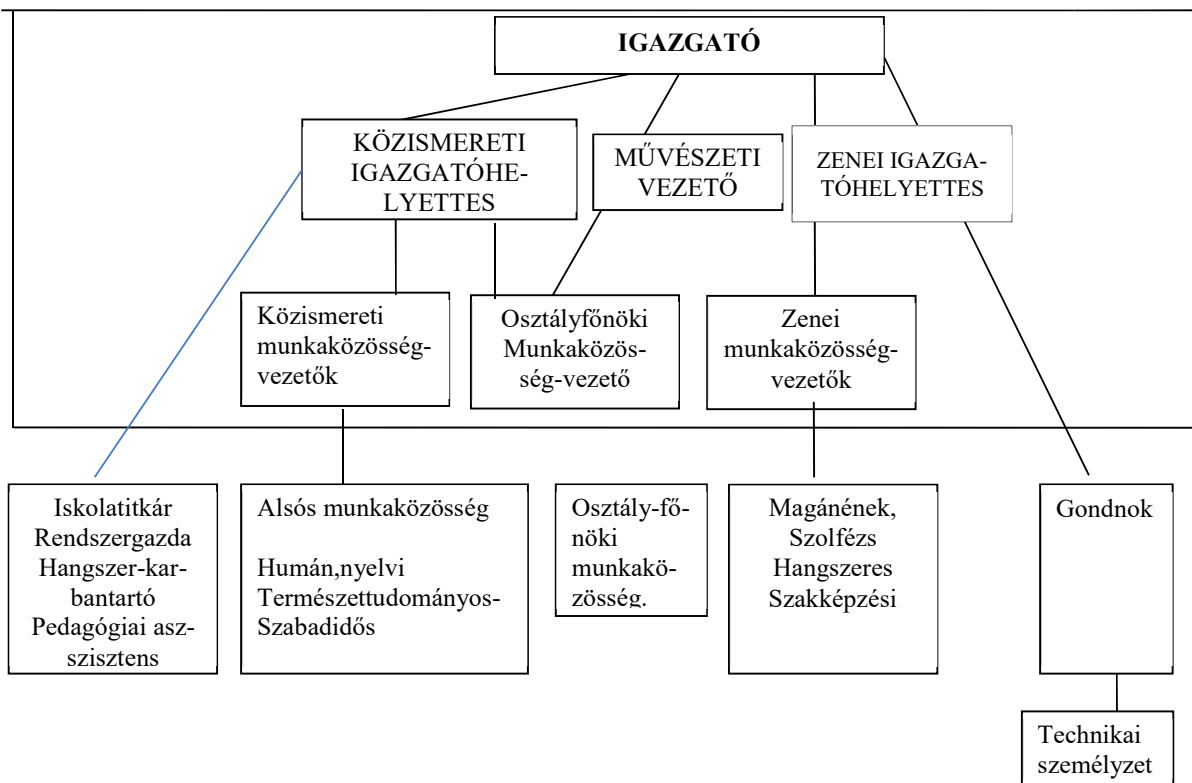 IGAZGATÓ
KÖZISMERETI
IGAZGATÓHE-
LYETTES
MŰVÉSZETI
VEZETŐ
ZENEI IGAZGA-
TÓHELYETTES
Közismereti
munkaközösség-
vezetők
Osztályfőnöki
Munkaközös-
ség-vezető
Zenei
munkaközösség-
vezetők
Iskolatitkár
Rendszergazda
Hangszer-kar-
bantartó
Pedagógiai asz-
szisztens
Alsós munkaközösség
Humán,nyelvi
Természettudományos-
Szabadidős
Osztály-fő-
nöki
munkakö-
zösség.
Magánének,
Szolfézs
Hangszeres
Szakképzési
Gondnok
Technikai
személyzet